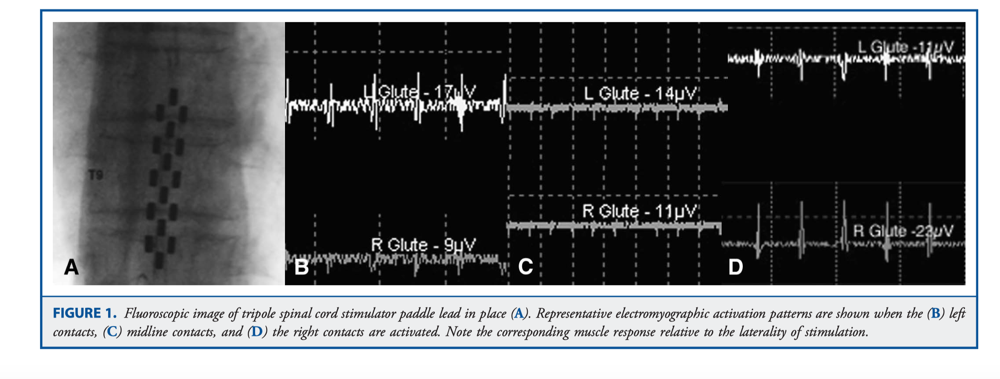 T9
A
L Glute - 17µV
R Glute - 9µV
B
L Glute - 14µV
R Glute - 11µV
C
L Glute -11µV
R Glute -23µV
D
FIGURE 1. Fluoroscopic image of tripole spinal cord stimulator paddle lead in place (A). Representative electromyographic activation patterns are shown when the (B) left
contacts, (C) midline contacts, and (D) the right contacts are activated. Note the corresponding muscle response relative to the laterality of stimulation.